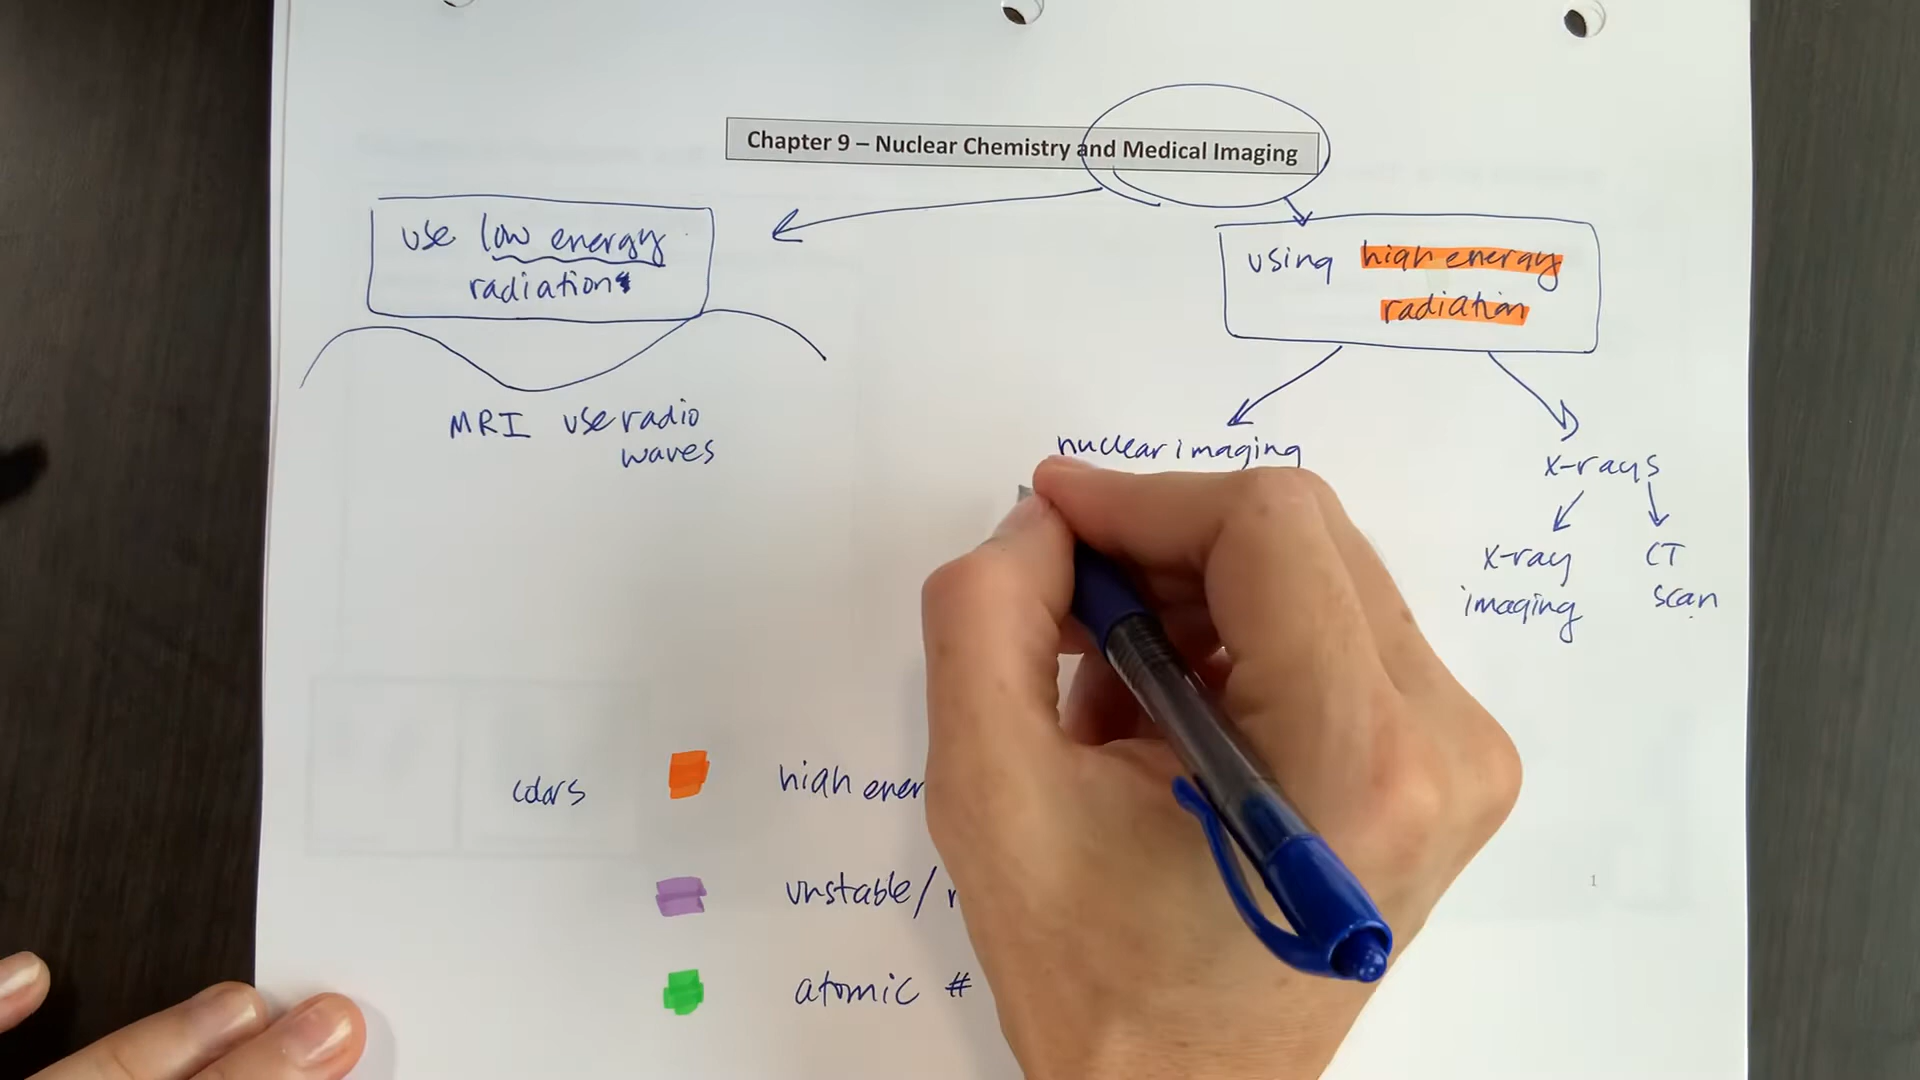 Chapter 9 – Nuclear Chemistry and Medical Imaging
use low energy
radiation
using high energy
radiation
MRI use radio
waves
nuclear imaging
x-rays
x-ray
imaging
CT
scan
colors
high ener
unstable/
atomic #
1